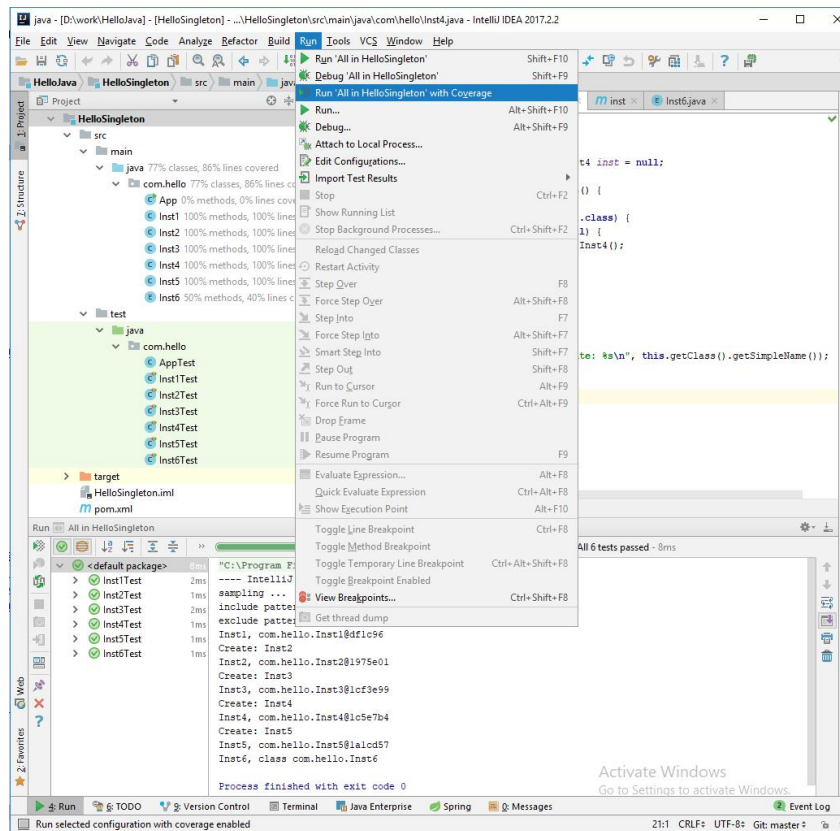 java - [D:\work\HelloJava] - [HelloSingleton] - ...\HelloSingleton\src\main\java\com\hello\Inst4.java - IntelliJ IDEA 2017.2.2
File Edit View Navigate Code Analyze Refactor Build Run Tools VCS Window Help
HelloJava HelloSingleton src main java
Project
inst Inst6.java
1: Project
7: Structure
Web
2: Favorites
HelloSingleton
src
main
java 77% classes, 86% lines covered
com.hello 77% classes, 86% lines co
App 0% methods, 0% lines cove
Inst1 100% methods, 100% lines
Inst2 100% methods, 100% lines
Inst3 100% methods, 100% lines
Inst4 100% methods, 100% lines
Inst5 100% methods, 100% lines
Inst6 50% methods, 40% lines c
test
java
com.hello
AppTest
Inst1Test
Inst2Test
Inst3Test
Inst4Test
Inst5Test
Inst6Test
target
HelloSingleton.iml
pom.xml
Run 'All in HelloSingleton' Shift+F10
Debug 'All in HelloSingleton' Shift+F9
Run 'All in HelloSingleton' with Coverage
Run... Alt+Shift+F10
Debug... Alt+Shift+F9
Attach to Local Process...
Edit Configurations...
Import Test Results
Stop Ctrl+F2
Show Running List
Stop Background Processes... Ctrl+Shift+F2
Reload Changed Classes
Restart Activity
Step Over F8
Force Step Over Alt+Shift+F8
Step Into F7
Force Step Into Alt+Shift+F7
Smart Step Into Shift+F7
Step Out Shift+F8
Run to Cursor Alt+F9
Force Run to Cursor Ctrl+Alt+F9
Drop Frame
Pause Program
Resume Program F9
Evaluate Expression... Alt+F8
Quick Evaluate Expression Ctrl+Alt+F8
Show Execution Point Alt+F10
Toggle Line Breakpoint Ctrl+F8
Toggle Method Breakpoint
Toggle Temporary Line Breakpoint Ctrl+Alt+Shift+F8
Toggle Breakpoint Enabled
View Breakpoints... Ctrl+Shift+F8
Get thread dump
t4 inst = null;
() {
.class) {
l) {
Inst4();
te: %s\n", this.getClass().getSimpleName());
Run All in HelloSingleton
All 6 tests passed - 8ms
<default package> 8ms
Inst1Test 2ms
Inst2Test 1ms
Inst3Test 2ms
Inst4Test 1ms
Inst5Test 1ms
Inst6Test 1ms
"C:\Program Fi
---- IntelliJ
sampling ...
include patter
exclude patter
Inst1, com.hello.Inst1@df1c96
Create: Inst2
Inst2, com.hello.Inst2@1975e01
Create: Inst3
Inst3, com.hello.Inst3@1cf3e99
Create: Inst4
Inst4, com.hello.Inst4@1c5e7b4
Create: Inst5
Inst5, com.hello.Inst5@1a1cd57
Inst6, class com.hello.Inst6
Process finished with exit code 0
Activate Windows
Go to Settings to activate Windows.
4: Run 6: TODO 9: Version Control Terminal Java Enterprise Spring 0: Messages 2 Event Log
Run selected configuration with coverage enabled 21:1 CRLF UTF-8 Git: master